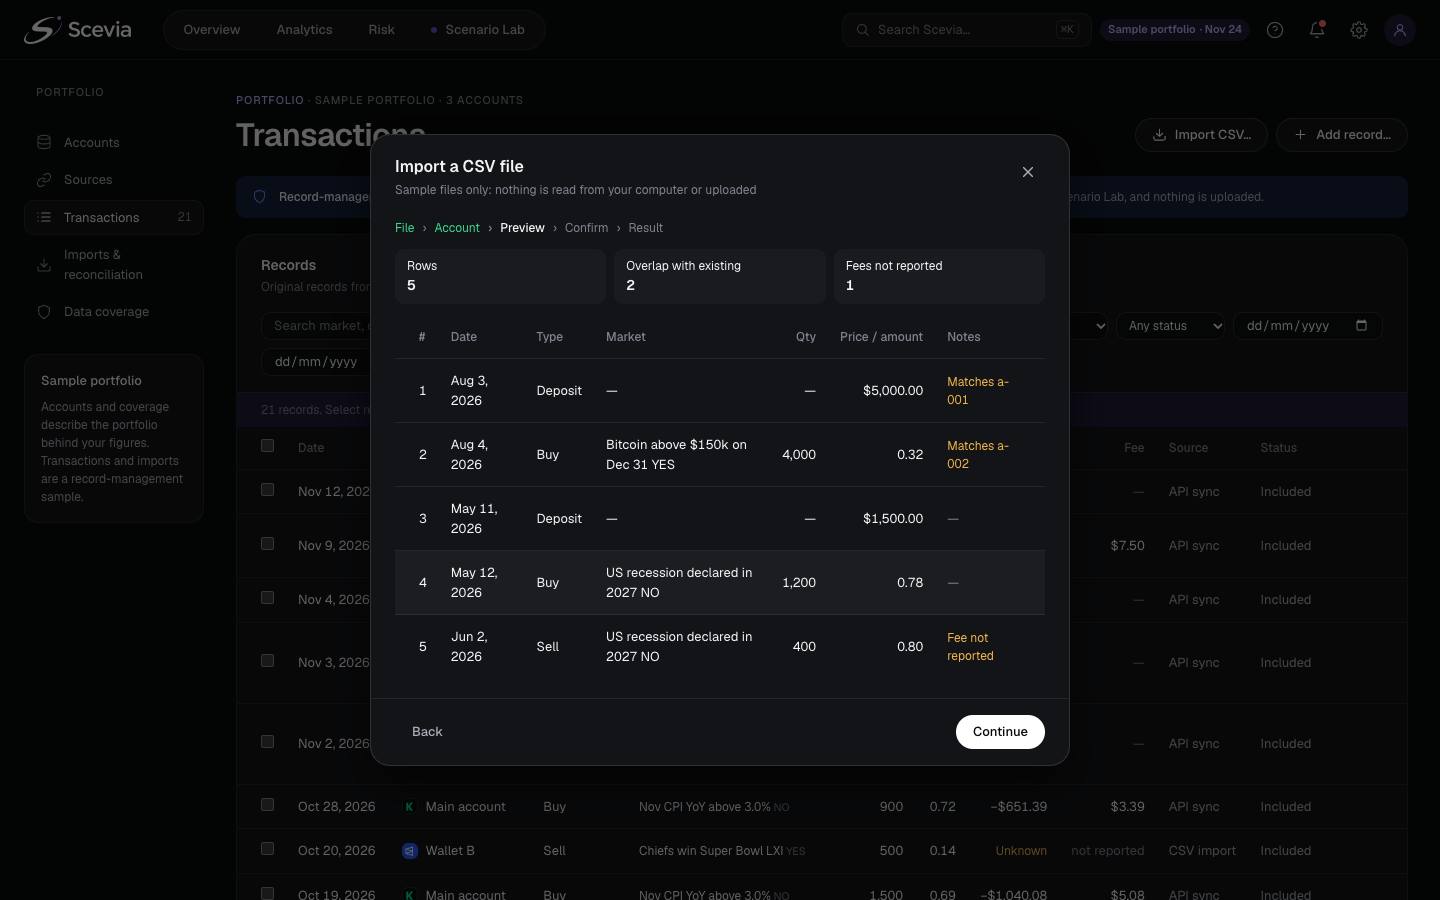 Scevia
Overview
Analytics
Risk
Scenario Lab
Search Scevia...
⌘K
Sample portfolio · Nov 24
PORTFOLIO
Accounts
Sources
Transactions
21
Imports &
reconciliation
Data coverage
Sample portfolio
Accounts and coverage
describe the portfolio
behind your figures.
Transactions and imports
are a record-management
sample.
PORTFOLIO · SAMPLE PORTFOLIO · 3 ACCOUNTS
Transactions
Import CSV...
Add record...
enario Lab, and nothing is uploaded.
Records
Original records
Any status
dd/mm/yyyy
dd/mm/yyyy
21 records. Select
Date
Fee
Source
Status
Nov 12, 202
—
API sync
Included
Nov 9, 2026
$7.50
API sync
Included
Nov 4, 2026
—
API sync
Included
Nov 3, 2026
—
API sync
Included
Nov 2, 2026
—
API sync
Included
Oct 28, 2026
K
Main account
Buy
Nov CPI YoY above 3.0% NO
900
0.72
−$651.39
$3.39
API sync
Included
Oct 20, 2026
Wallet B
Sell
Chiefs win Super Bowl LXI YES
500
0.14
Unknown
not reported
CSV import
Included
Oct 19, 2026
K
Main account
Buy
Nov CPI YoY above 3.0% NO
1,500
0.69
−$1,040.08
$5.08
API sync
Included
Import a CSV file
Sample files only: nothing is read from your computer or uploaded
File › Account › Preview › Confirm › Result
Rows
5
Overlap with existing
2
Fees not reported
1
#
Date
Type
Market
Qty
Price / amount
Notes
1
Aug 3,
2026
Deposit
—
—
$5,000.00
Matches a-
001
2
Aug 4,
2026
Buy
Bitcoin above $150k on
Dec 31 YES
4,000
0.32
Matches a-
002
3
May 11,
2026
Deposit
—
—
$1,500.00
—
4
May 12,
2026
Buy
US recession declared in
2027 NO
1,200
0.78
—
5
Jun 2,
2026
Sell
US recession declared in
2027 NO
400
0.80
Fee not
reported
Back
Continue